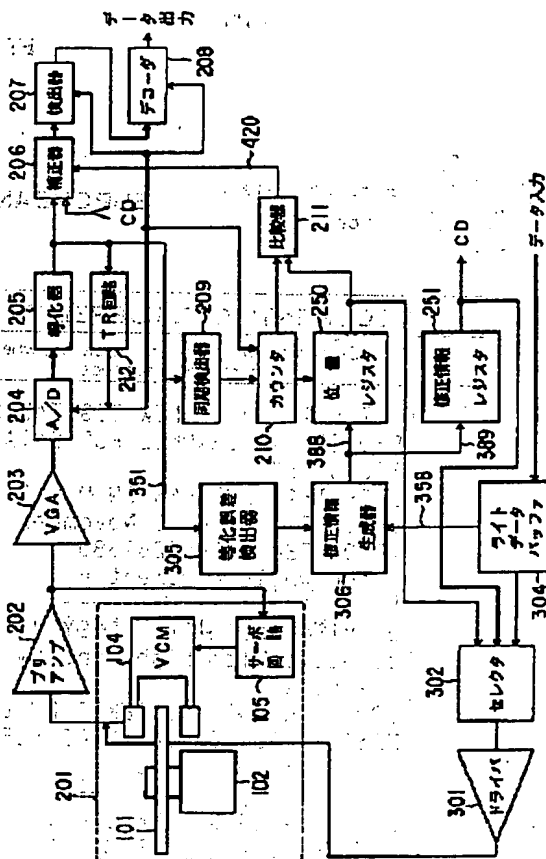 データ出力
207
検出器
デコーダ
208
206
補正器
CD
420
205
等化器
TR回路
212
比較器
211
204
A/D
209
同期検出器
カウンタ
210
250
位置
レジスタ
CD
251
修正情報
レジスタ
データ入力
203
VGA
351
等化誤差
検出器
305
388
389
修正情報
生成器
306
358
ライト
データ
バッファ
304
202
プリ
アンプ
104
VCM
サーボ
回路
105
201
101
102
302
セレクタ
301
ドライバ